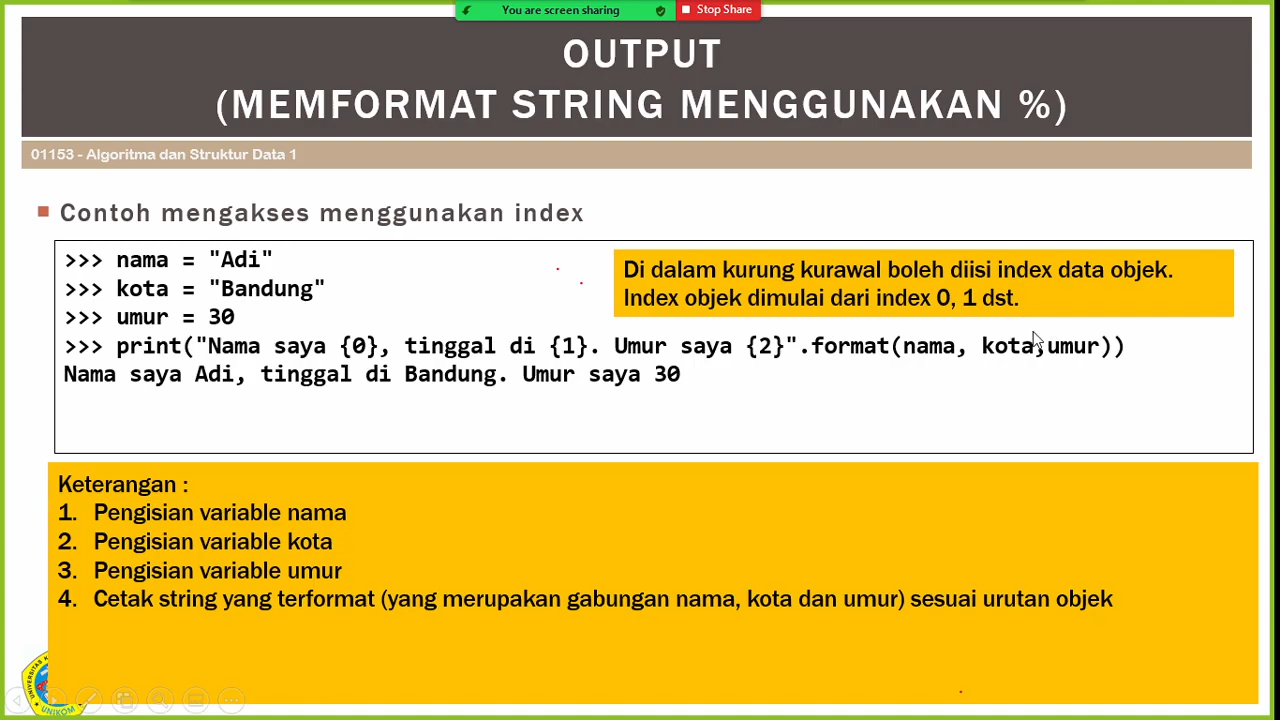 You are screen sharing
Stop Share
OUTPUT
(MEMFORMAT STRING MENGGUNAKAN %)
01153 - Algoritma dan Struktur Data 1
Contoh mengakses menggunakan index
>>> nama = "Adi"
>>> kota = "Bandung"
>>> umur = 30
>>> print("Nama saya {0}, tinggal di {1}. Umur saya {2}".format(nama, kota,umur))
Nama saya Adi, tinggal di Bandung. Umur saya 30
Di dalam kurung kurawal boleh diisi index data objek.
Index objek dimulai dari index 0, 1 dst.
Keterangan :
1. Pengisian variable nama
2. Pengisian variable kota
3. Pengisian variable umur
4. Cetak string yang terformat (yang merupakan gabungan nama, kota dan umur) sesuai urutan objek
UNIKOM